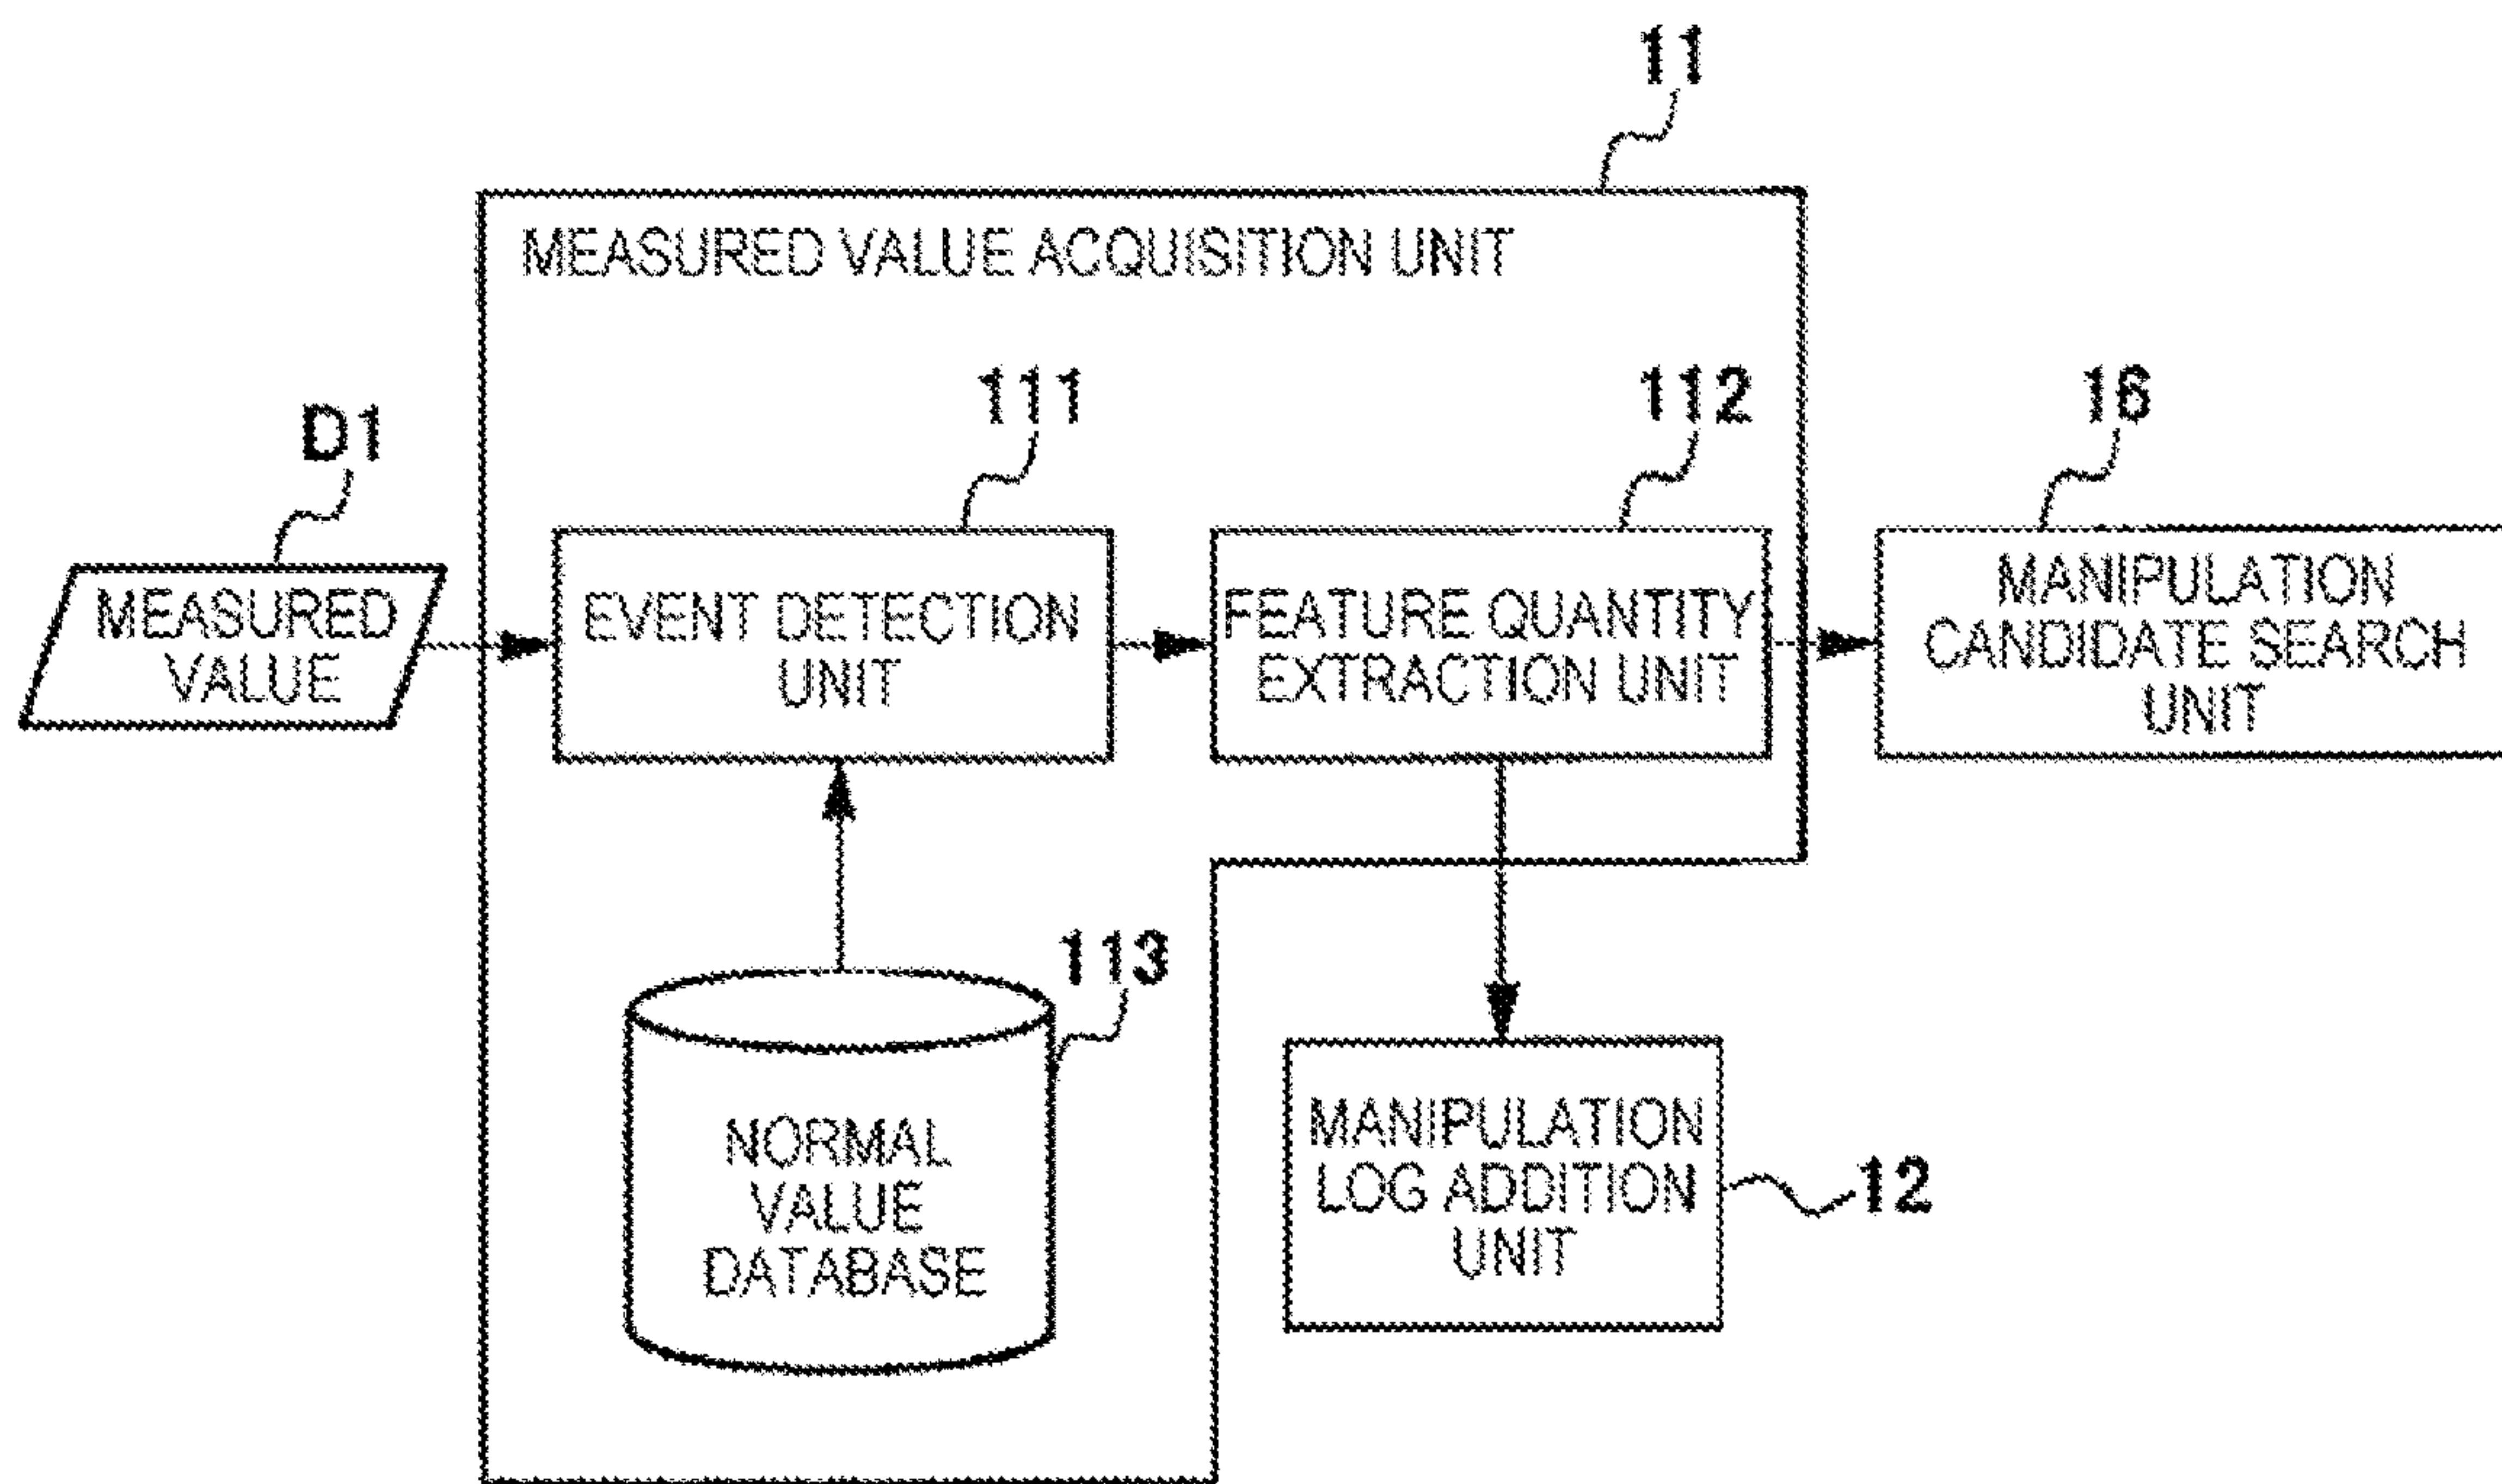 11
MEASURED VALUE ACQUISITION UNIT
111
112
16
D1
MEASURED
VALUE
EVENT DETECTION
UNIT
FEATURE QUANTITY
EXTRACTION UNIT
MANIPULATION
CANDIDATE SEARCH
UNIT
113
NORMAL
VALUE
DATABASE
MANIPULATION
LOG ADDITION
UNIT
12